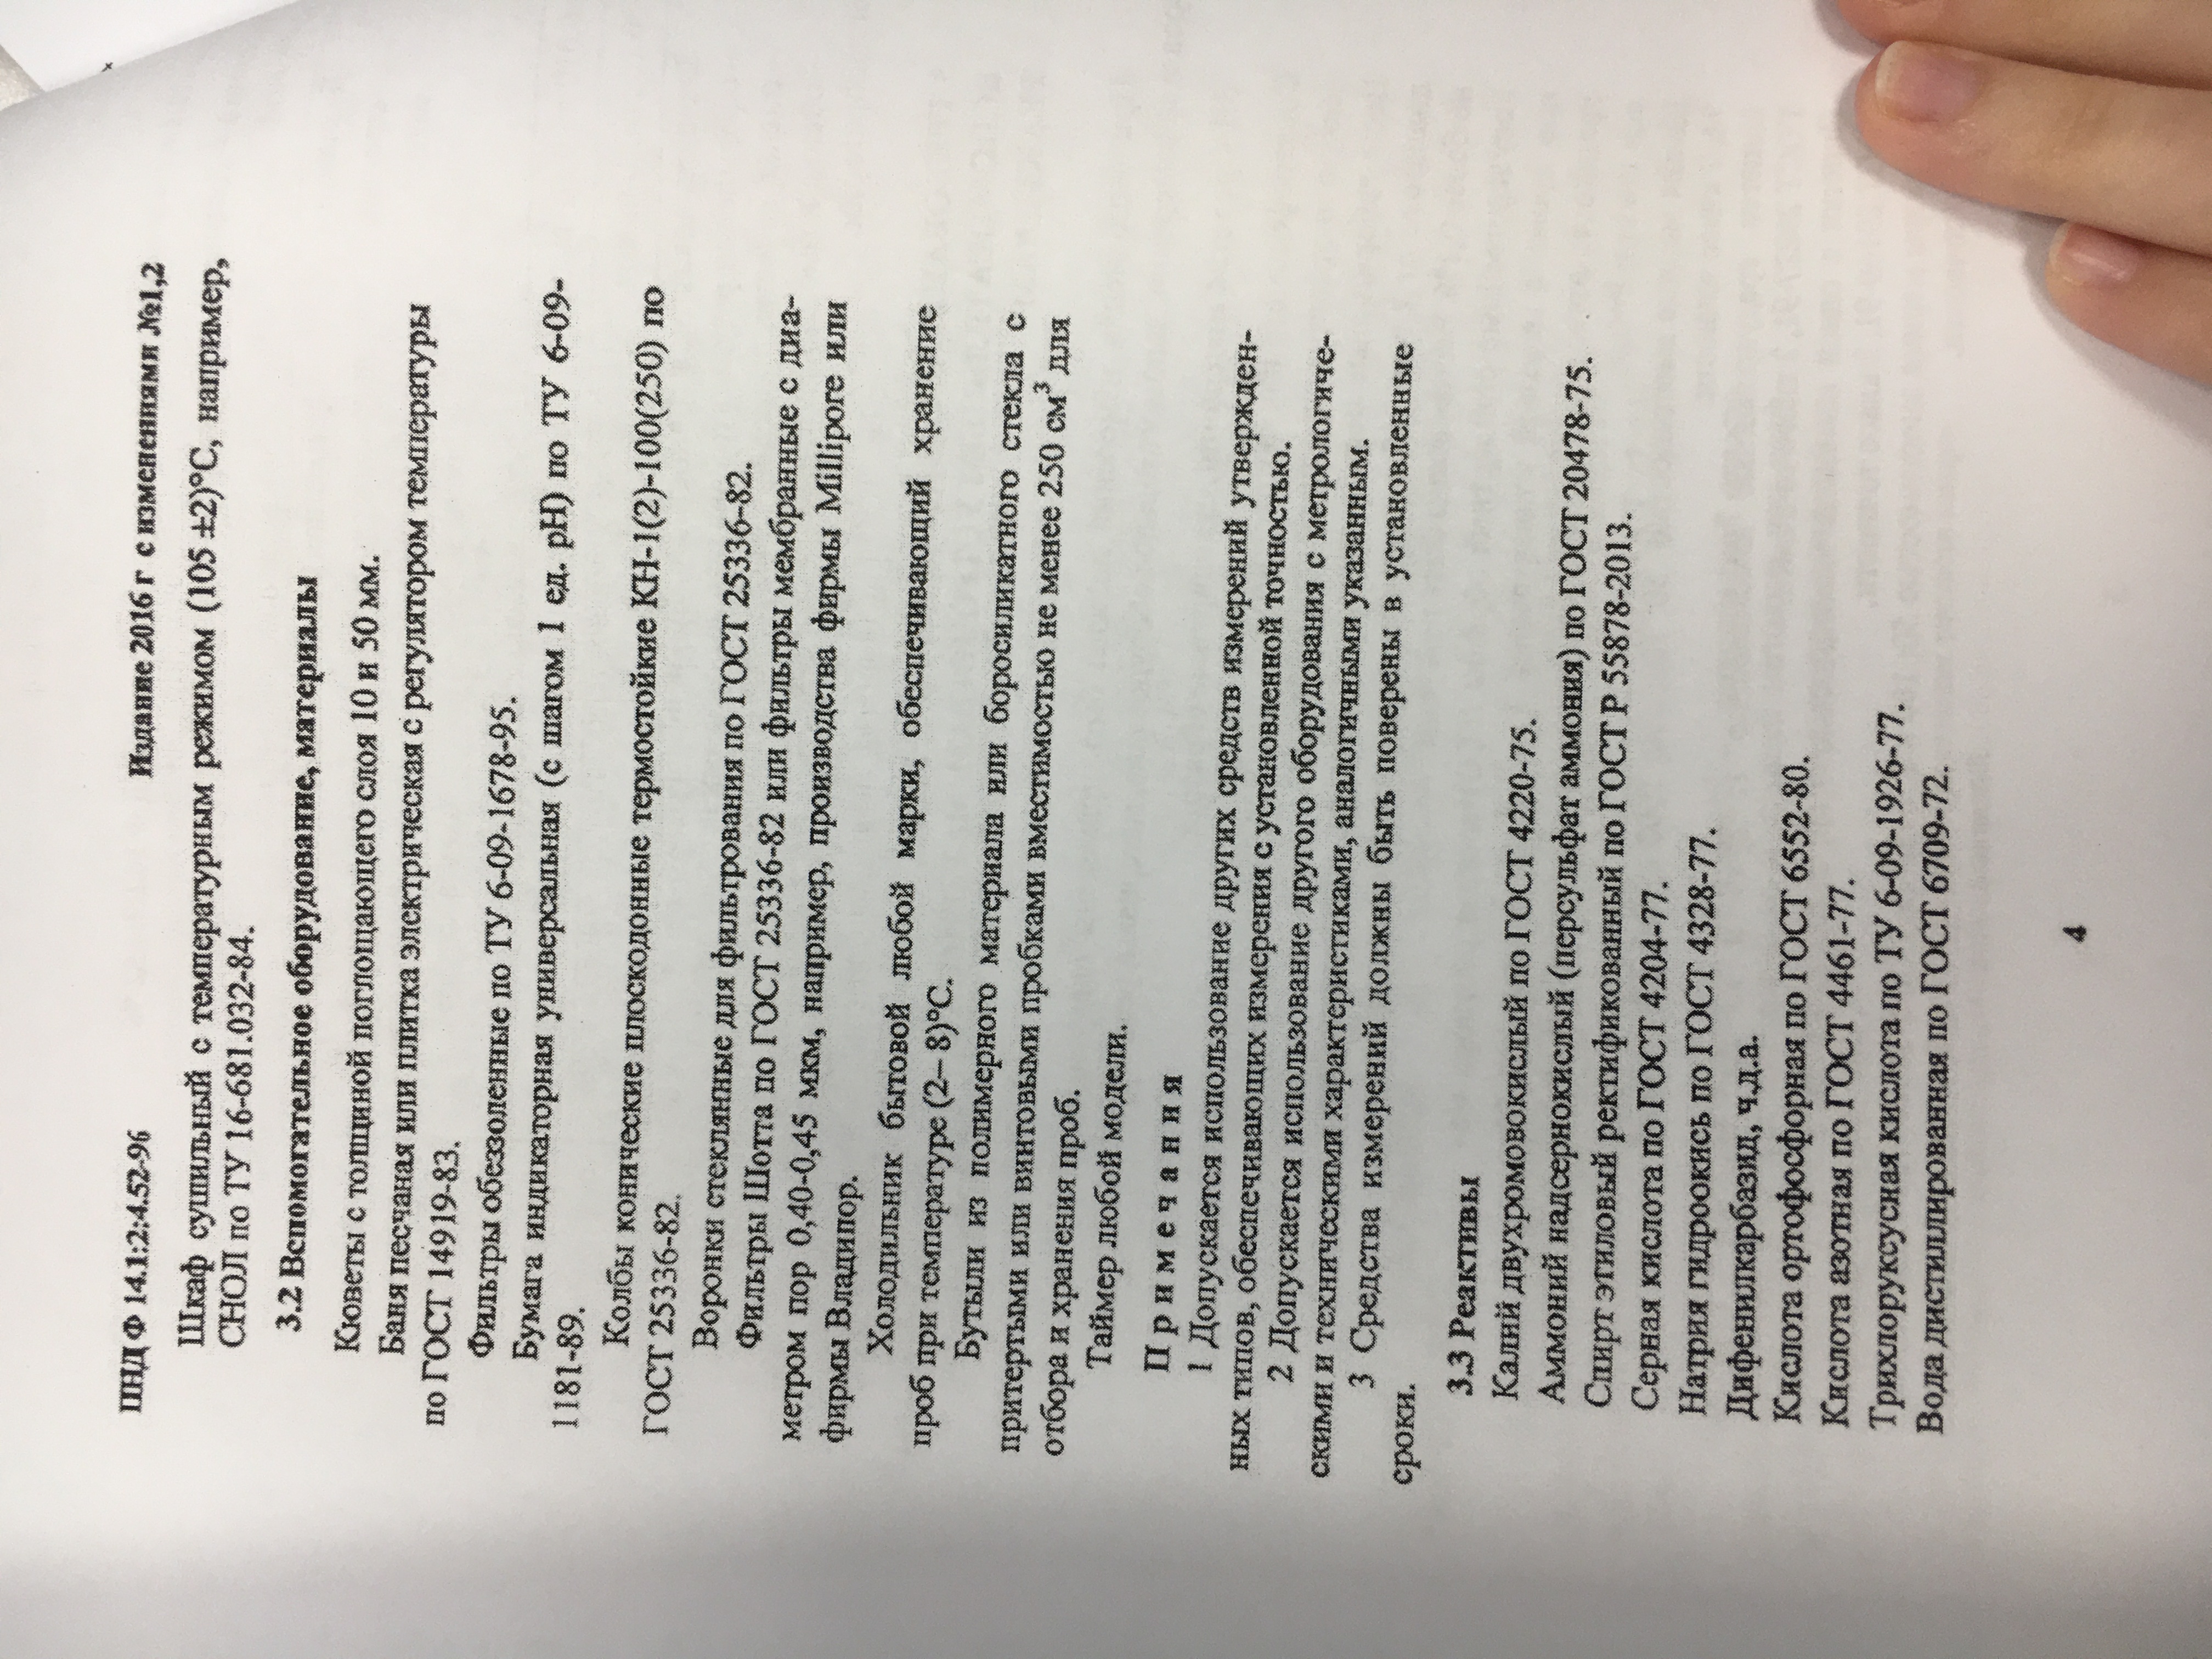 ПНД Ф 14.1:2:4.52-96 Издание 2016 г с изменениями №1,2
Шкаф сушильный с температурным режимом (105 ±2)°С, например,
СНОЛ по ТУ 16-681.032-84.
3.2 Вспомогательное оборудование, материалы
Кюветы с толщиной поглощающего слоя 10 и 50 мм.
Баня песчаная или плитка электрическая с регулятором температуры
по ГОСТ 14919-83.
Фильтры обеззоленные по ТУ 6-09-1678-95.
Бумага индикаторная универсальная (с шагом 1 ед. рН) по ТУ 6-09-
1181-89.
Колбы конические плоскодонные термостойкие КН-1(2)-100(250) по
ГОСТ 25336-82.
Воронки стеклянные для фильтрования по ГОСТ 25336-82.
Фильтры Шотта по ГОСТ 25336-82 или фильтры мембранные с диа-
метром пор 0,40-0,45 мкм, например, производства фирмы Millipore или
фирмы Владипор.
Холодильник бытовой любой марки, обеспечивающий хранение
проб при температуре (2– 8)°С.
Бутыли из полимерного материала или боросиликатного стекла с
притертыми или винтовыми пробками вместимостью не менее 250 см³ для
отбора и хранения проб.
Таймер любой модели.
П р и м е ч а н и я
1 Допускается использование других средств измерений утвержден-
ных типов, обеспечивающих измерения с установленной точностью.
2 Допускается использование другого оборудования с метрологиче-
скими и техническими характеристиками, аналогичными указанным.
3 Средства измерений должны быть поверены в установленные
сроки.
3.3 Реактивы
Калий двухромовокислый по ГОСТ 4220-75.
Аммоний надсернокислый (персульфат аммония) по ГОСТ 20478-75.
Спирт этиловый ректификованный по ГОСТ Р 55878-2013.
Серная кислота по ГОСТ 4204-77.
Натрия гидроокись по ГОСТ 4328-77.
Дифенилкарбазид, ч.д.а.
Кислота ортофосфорная по ГОСТ 6552-80.
Кислота азотная по ГОСТ 4461-77.
Трихлоруксусная кислота по ТУ 6-09-1926-77.
Вода дистиллированная по ГОСТ 6709-72.
4